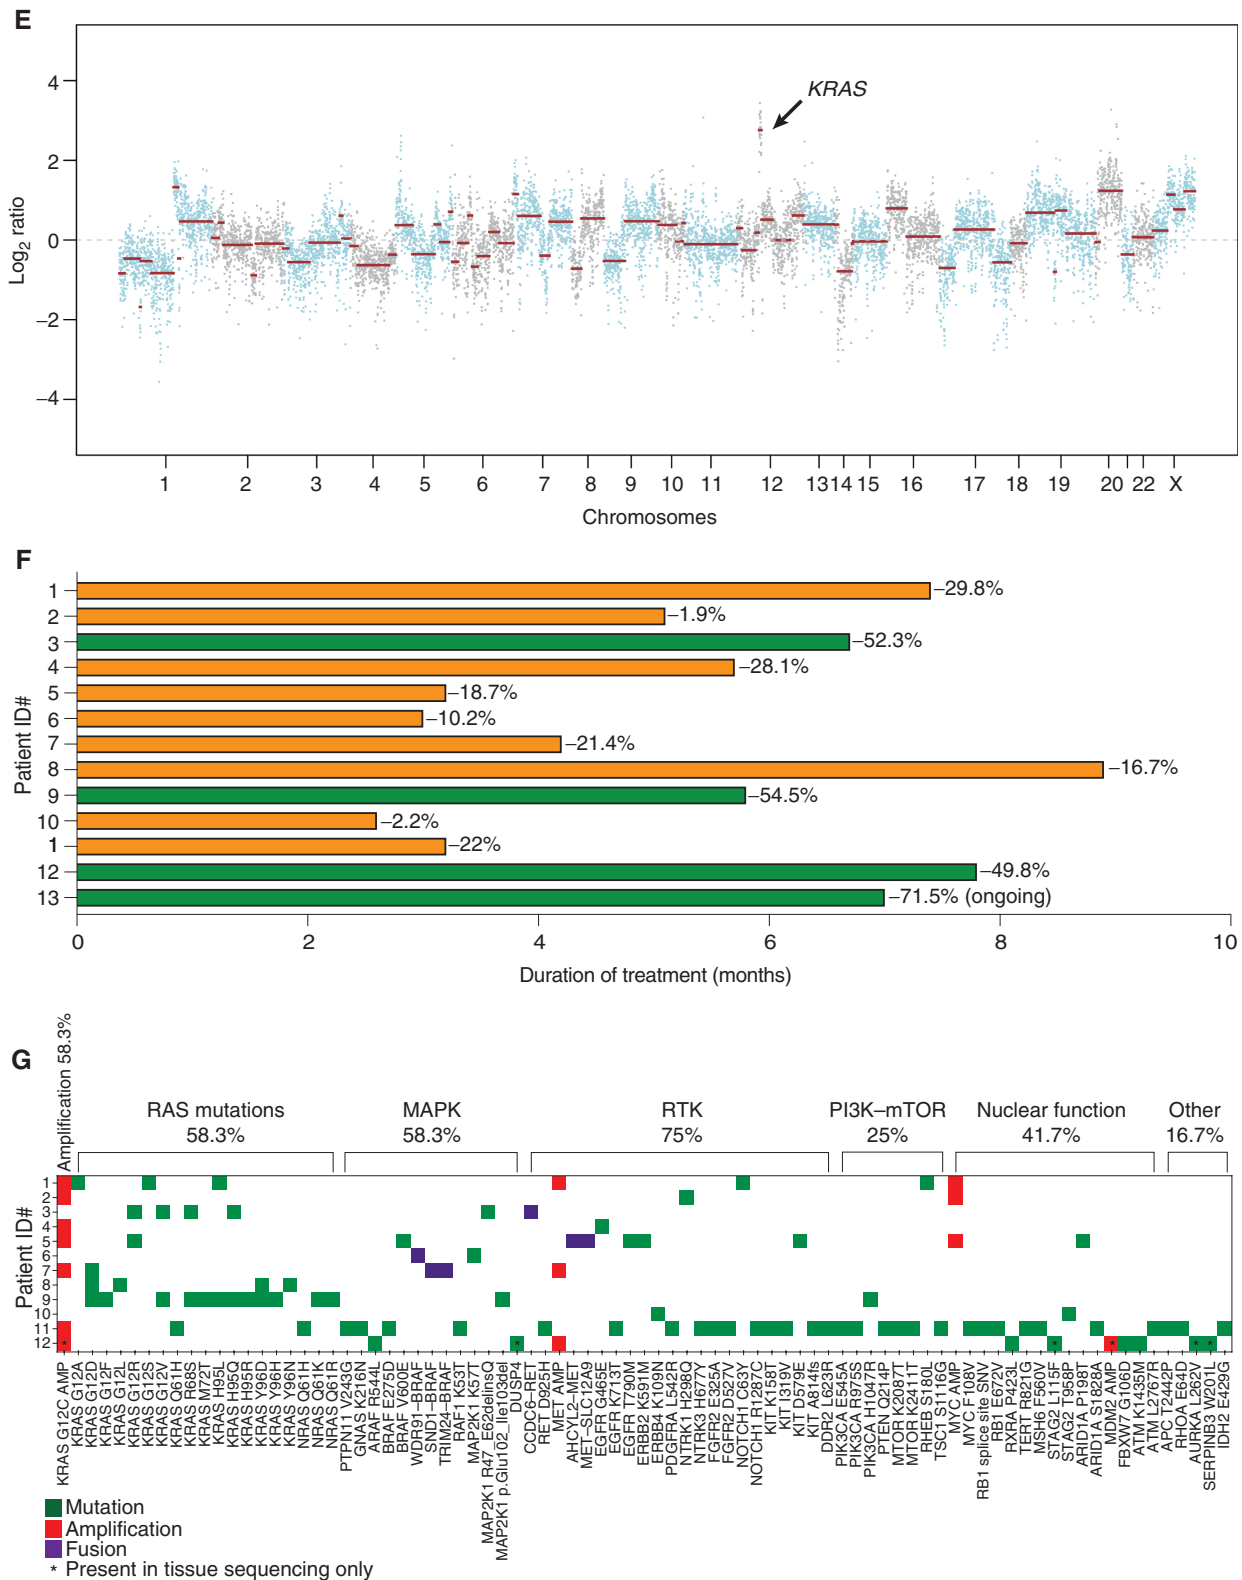 E
Log2 ratio
4
2
0
−2
−4
KRAS
1 2 3 4 5 6 7 8 9 10 11 12 13 14 15 16 17 18 19 20 22 X
Chromosomes
F
Patient ID#
1 −29.8%
2 −1.9%
3 −52.3%
4 −28.1%
5 −18.7%
6 −10.2%
7 −21.4%
8 −16.7%
9 −54.5%
10 −2.2%
1 −22%
12 −49.8%
13 −71.5% (ongoing)
0 2 4 6 8 10
Duration of treatment (months)
G
Amplification 58.3%
RAS mutations
58.3%
MAPK
58.3%
RTK
75%
PI3K–mTOR
25%
Nuclear function
41.7%
Other
16.7%
Patient ID#
1
2
3
4
5
6
7
8
9
10
11
12
* * * * * *
KRAS G12C AMP
KRAS G12A
KRAS G12D
KRAS G12F
KRAS G12L
KRAS G12R
KRAS G12S
KRAS G12V
KRAS R68S
KRAS M72T
KRAS H95L
KRAS H95Q
KRAS H95R
KRAS Y96D
KRAS Y96H
KRAS Y96N
KRAS Q61H
NRAS Q61H
NRAS Q61K
NRAS Q61R
PTPN11 V243G
GNAS K216N
ARAF R544L
BRAF E275D
BRAF V600E
WDR91–BRAF
SND1–BRAF
TRIM24–BRAF
RAF1 K53T
MAP2K1 K57T
MAP2K1 R47_E62delinsQ
MAP2K1 p.Glu102_Ile103del
DUSP4
CCDC6–RET
RET D925H
MET AMP
AHCYL2–MET
MET–SLC12A9
EGFR G465E
EGFR K713T
EGFR T790M
ERBB2 K591M
ERBB4 K109N
PDGFRA L542R
NTRK1 H298Q
NTRK3 H677Y
FGFR2 E323A
FGFR2 D527Y
NOTCH1 C63Y
NOTCH1 R1287C
KIT K158T
KIT I319V
KIT D579E
KIT A814fs
DDR2 L623R
PIK3CA E545A
PIK3CA R975S
PIK3CA H1047R
PTEN Q214P
MTOR K2087T
MTOR K2411T
RHEB S180L
TSC1 S1116G
MYC AMP
MYC F108V
RB1 splice site SNV
RB1 E672V
RXRA P423L
TERT R821G
MSH6 F560V
STAG2 L115F
STAG2 T958P
ARID1A P198T
ARID1A S1828A
MDM2 AMP
FBXW7 G106D
ATM K1435M
ATM L2767R
APC T2442P
RHOA E64D
AURKA L262V
SERPINB3 W201L
IDH2 E429G
Mutation
Amplification
Fusion
* Present in tissue sequencing only